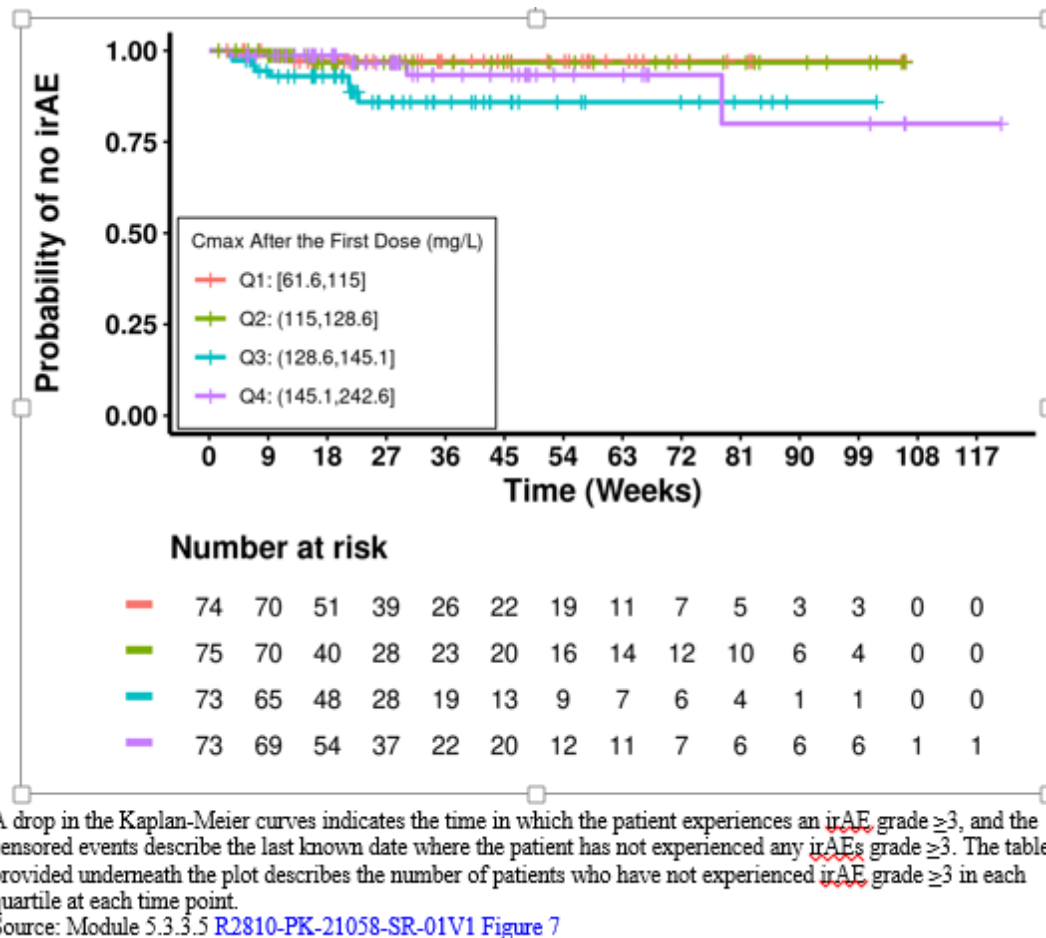 1.00
0.75
0.50
0.25
0.00
Probability of no irAE
Cmax After the First Dose (mg/L)
Q1: [61.6,115]
Q2: (115,128.6]
Q3: (128.6,145.1]
Q4: (145.1,242.6]
0 9 18 27 36 45 54 63 72 81 90 99 108 117
Time (Weeks)
Number at risk
74 70 51 39 26 22 19 11 7 5 3 3 0 0
75 70 40 28 23 20 16 14 12 10 6 4 0 0
73 65 48 28 19 13 9 7 6 4 1 1 0 0
73 69 54 37 22 20 12 11 7 6 6 6 1 1
A drop in the Kaplan-Meier curves indicates the time in which the patient experiences an irAE grade ≥3, and the
censored events describe the last known date where the patient has not experienced any irAEs grade ≥3. The table
provided underneath the plot describes the number of patients who have not experienced irAE grade ≥3 in each
quartile at each time point.
Source: Module 5.3.3.5 R2810-PK-21058-SR-01V1 Figure 7